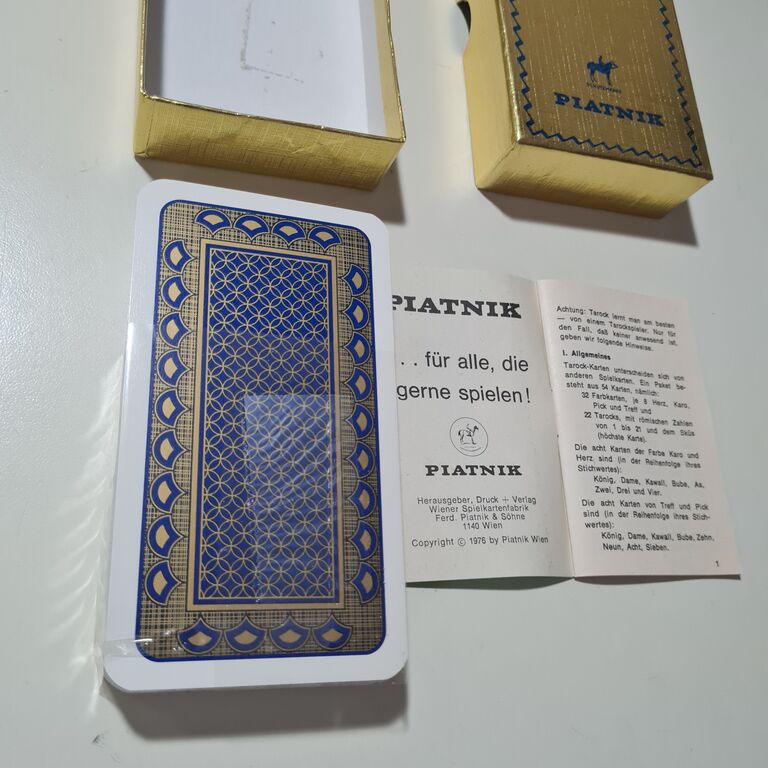 PIATNIK
PIATNIK
. . für alle, die
gerne spielen!
PIATNIK
Herausgeber, Druck + Verlag
Wiener Spielkartenfabrik
Ferd. Piatnik & Söhne
1140 Wien
Copyright © 1976 by Piatnik Wien
Achtung: Tarock lernt man am besten
— von einem Tarockspieler. Nur für
den Fall, daß keiner anwesend ist,
geben wir folgende Hinweise.
I. Allgemeines
Tarock-Karten unterscheiden sich von
anderen Spielkarten. Ein Paket be-
steht aus 54 Karten, nämlich:
32 Farbkarten, je 8 Herz, Karo,
Pick und Treff und
22 Tarocks, mit römischen Zahlen
von 1 bis 21 und dem Sküs
(höchste Karte).
Die acht Karten der Farbe Karo und
Herz sind (in der Reihenfolge ihres
Stichwertes):
König, Dame, Kawall, Bube, As,
Zwei, Drei und Vier.
Die acht Karten von Treff und Pick
sind (in der Reihenfolge ihres Stich-
wertes):
König, Dame, Kawall, Bube, Zehn,
Neun, Acht, Sieben.
1